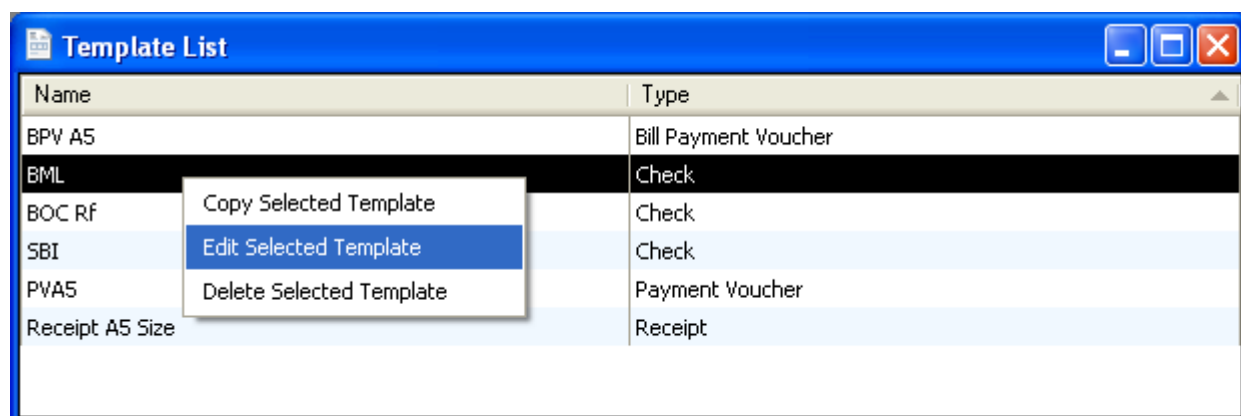 Template List
Name Type
BPV A5 Bill Payment Voucher
BML Check
Copy Selected Template
BOC Rf Check
Edit Selected Template
SBI Check
Delete Selected Template
PVA5 Payment Voucher
Receipt A5 Size Receipt